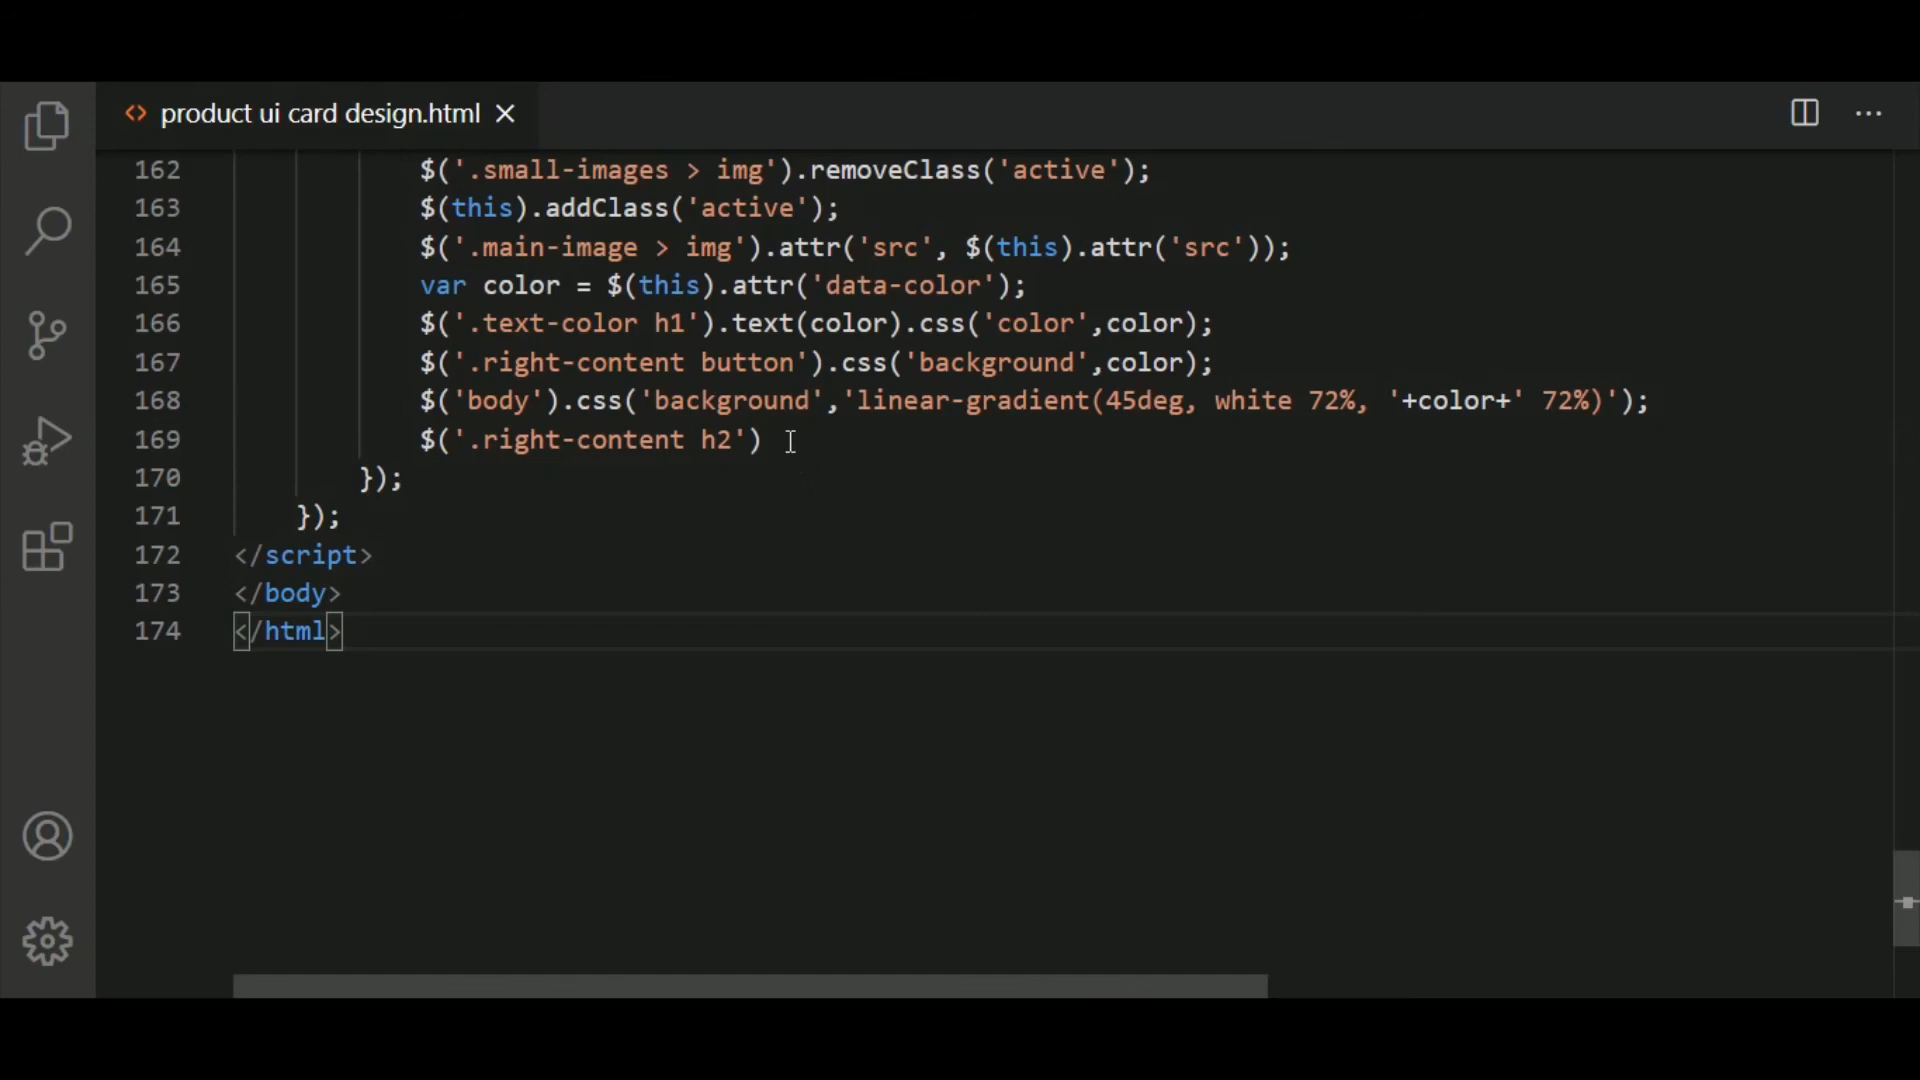 product ui card design.html
162 $('.small-images > img').removeClass('active');
163 $(this).addClass('active');
164 $('.main-image > img').attr('src', $(this).attr('src'));
165 var color = $(this).attr('data-color');
166 $('.text-color h1').text(color).css('color',color);
167 $('.right-content button').css('background',color);
168 $('body').css('background','linear-gradient(45deg, white 72%, '+color+' 72%)');
169 $('.right-content h2')
170 });
171 });
172 </script>
173 </body>
174 </html>